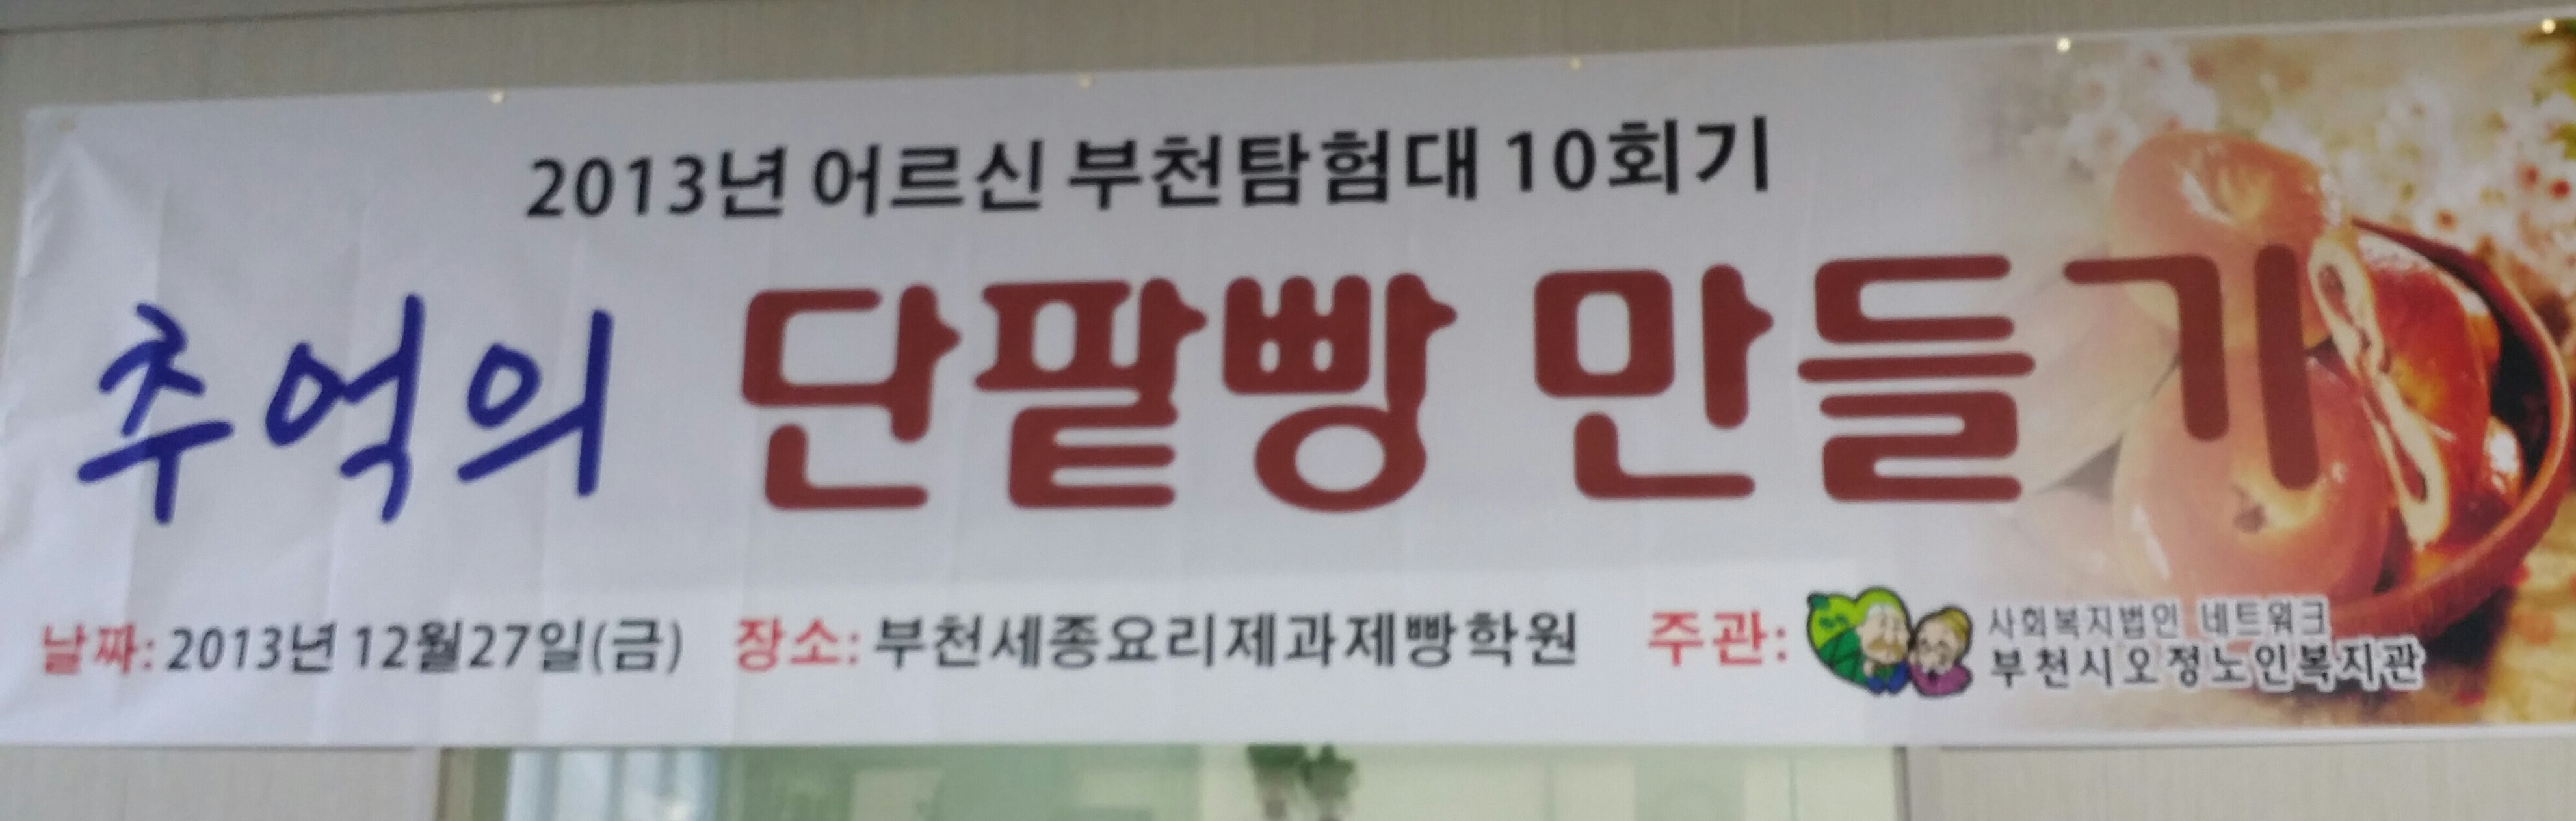 2013년 어르신 부천탐험대 10회기
추억의 단팥빵 만들기
날짜: 2013년 12월27일(금) 장소: 부천세종요리제과제빵학원 주관:
사회복지법인 네트워크
부천시오정노인복지관